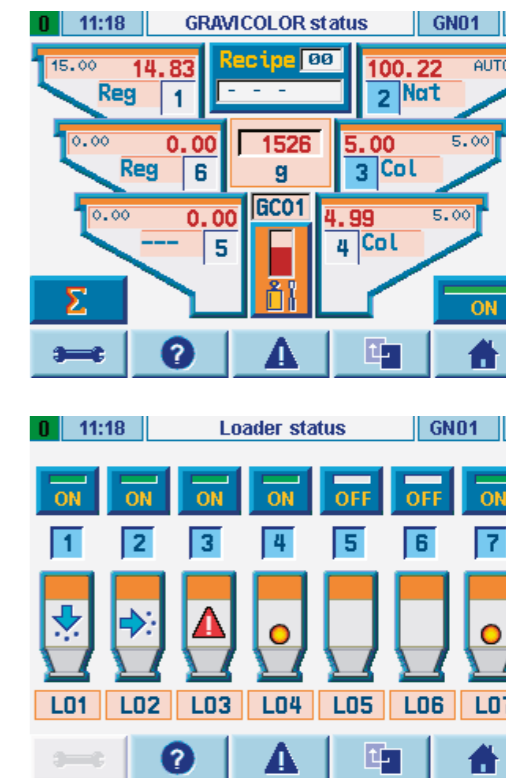 0 11:18 GRAVICOLOR status GN01
15.00 14.83 Recipe 00 100.22 AUTO
Reg 1 - - - 2 Nat
0.00 0.00 1526 5.00 5.00
Reg 6 g 3 Col
0.00 0.00 GC01 4.99 5.00
--- 5 4 Col
Σ ON
?
0 11:18 Loader status GN01
ON ON ON ON OFF OFF ON
1 2 3 4 5 6 7
L01 L02 L03 L04 L05 L06 L07
?